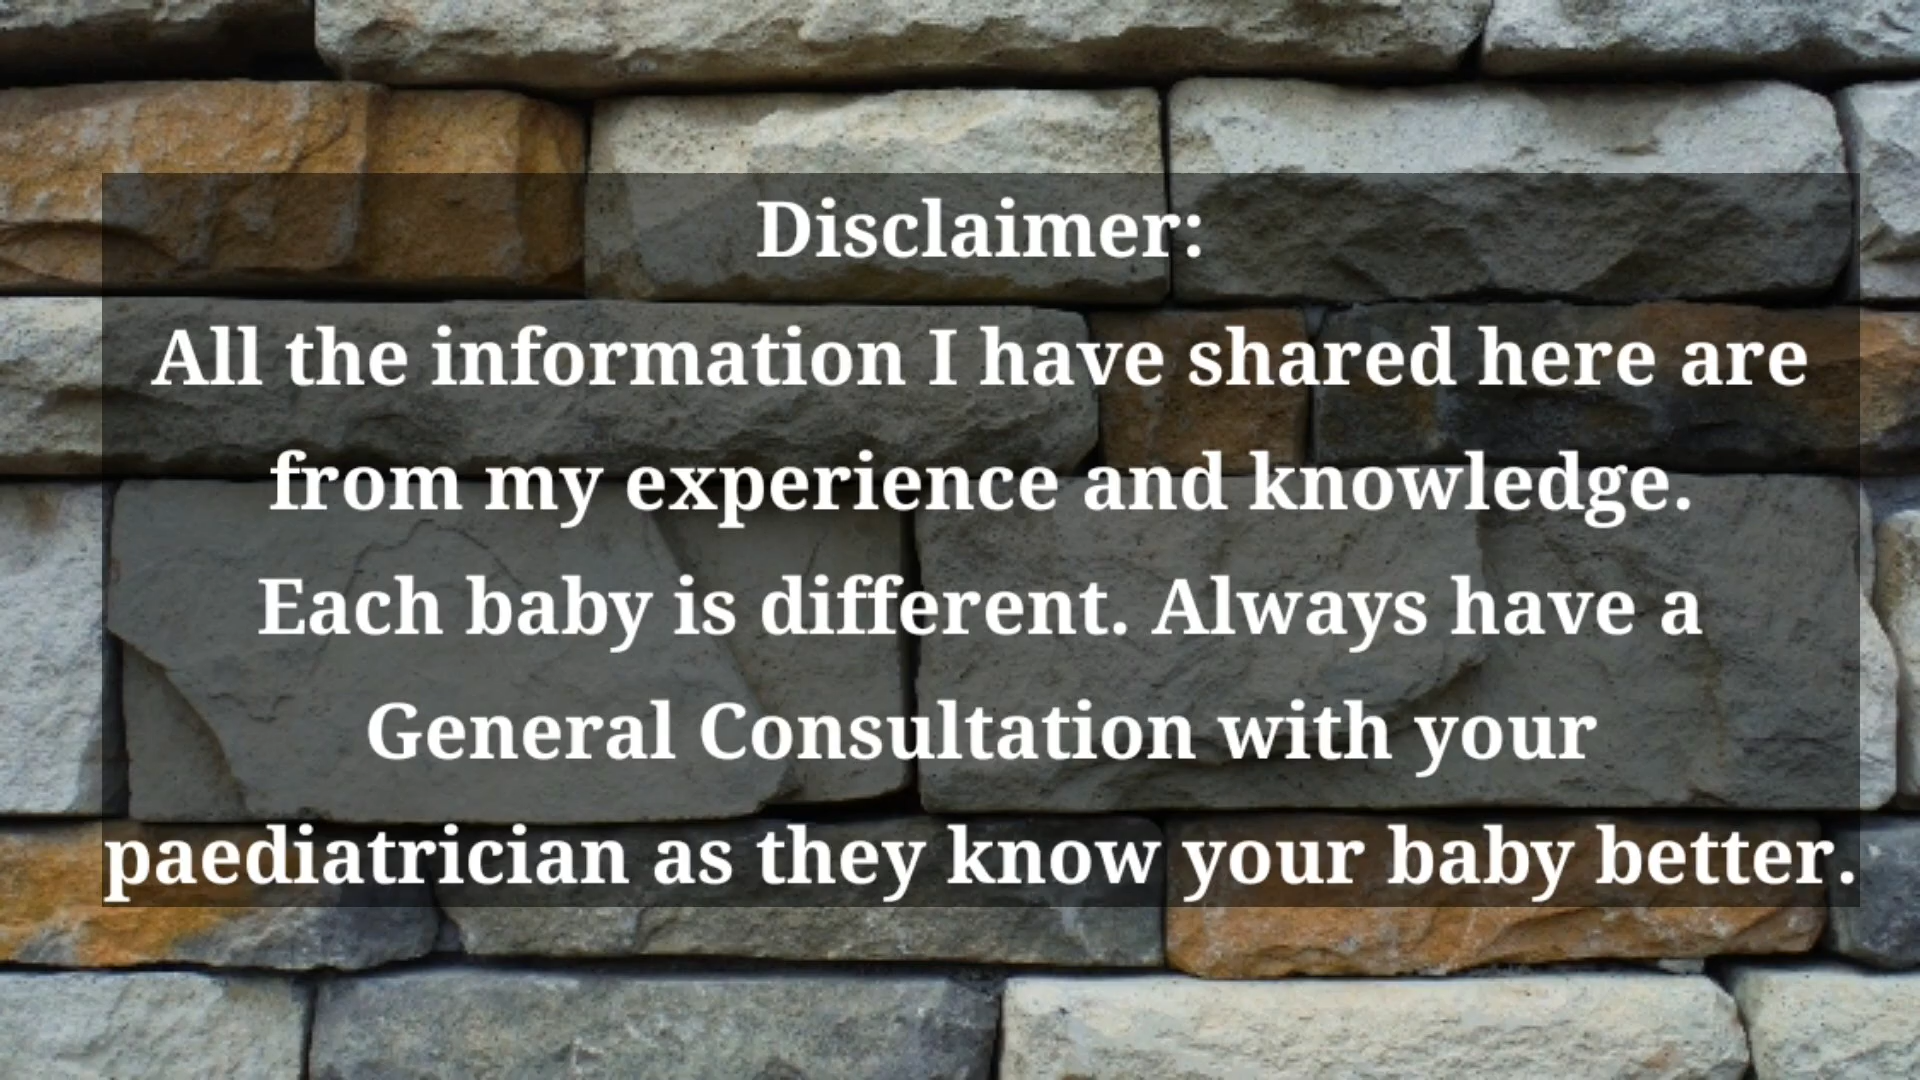 Disclaimer:
All the information I have shared here are
from my experience and knowledge.
Each baby is different. Always have a
General Consultation with your
paediatrician as they know your baby better.